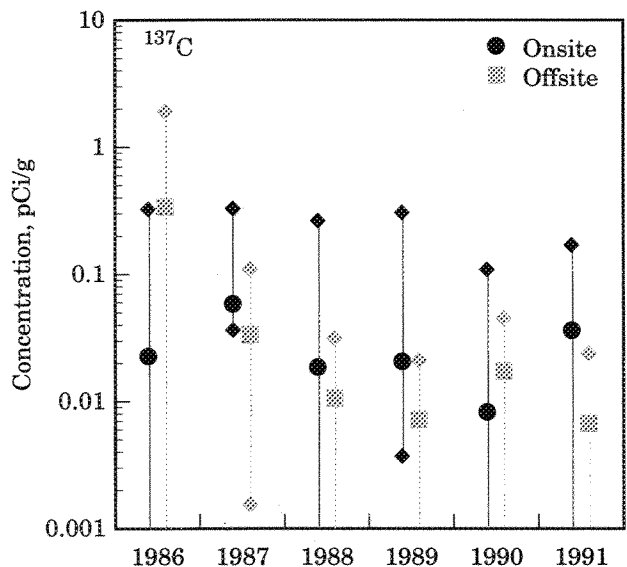 10
¹³⁷C
Onsite
Offsite
1
0.1
0.01
0.001
Concentration, pCi/g
1986 1987 1988 1989 1990 1991